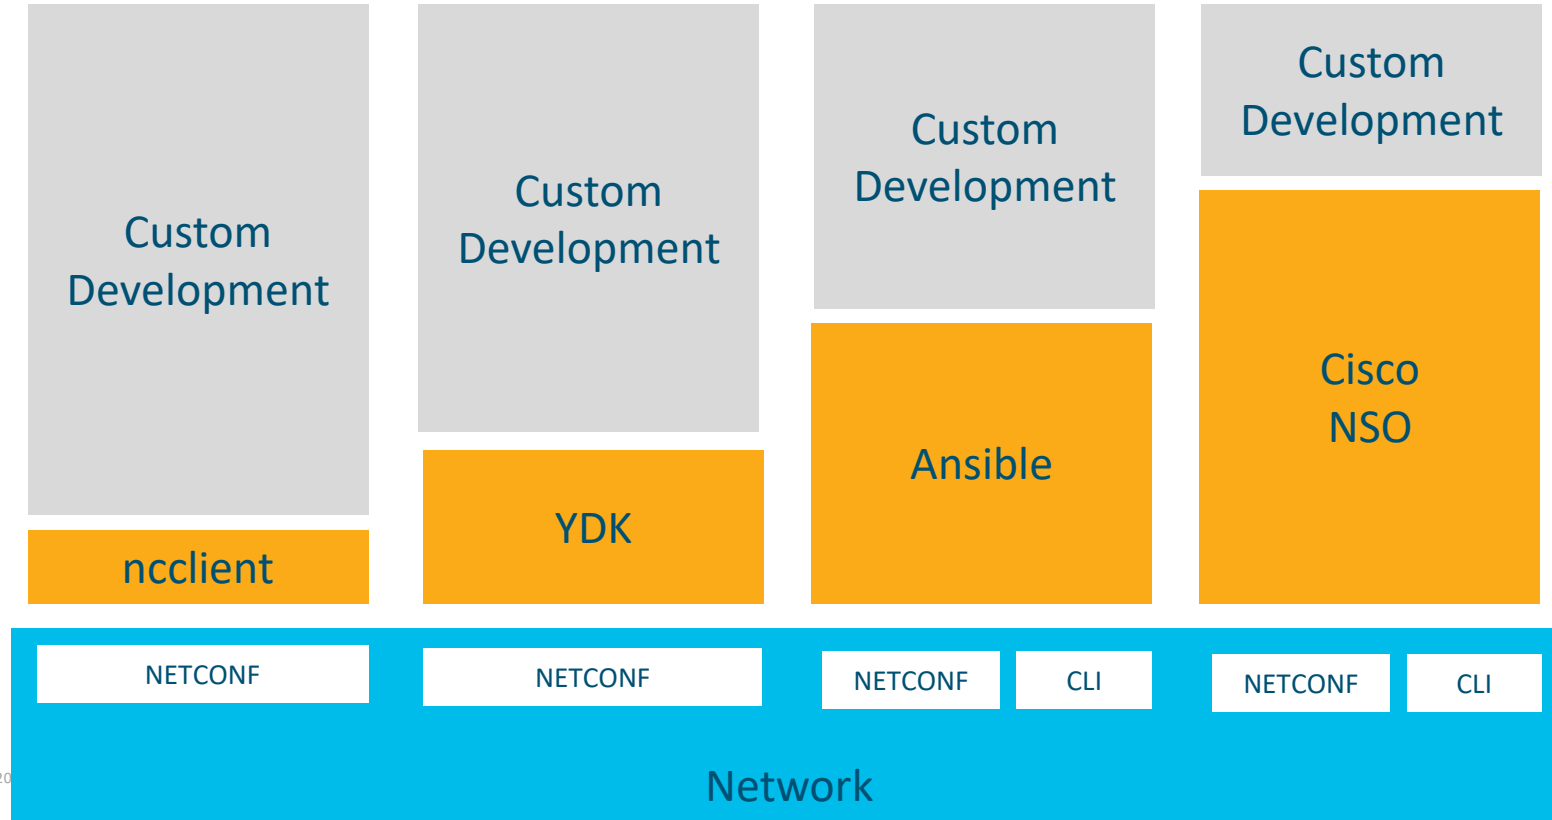 Custom
Development
ncclient
NETCONF
Custom
Development
YDK
NETCONF
Custom
Development
Ansible
NETCONF
CLI
Custom
Development
Cisco
NSO
NETCONF
CLI
Network
20